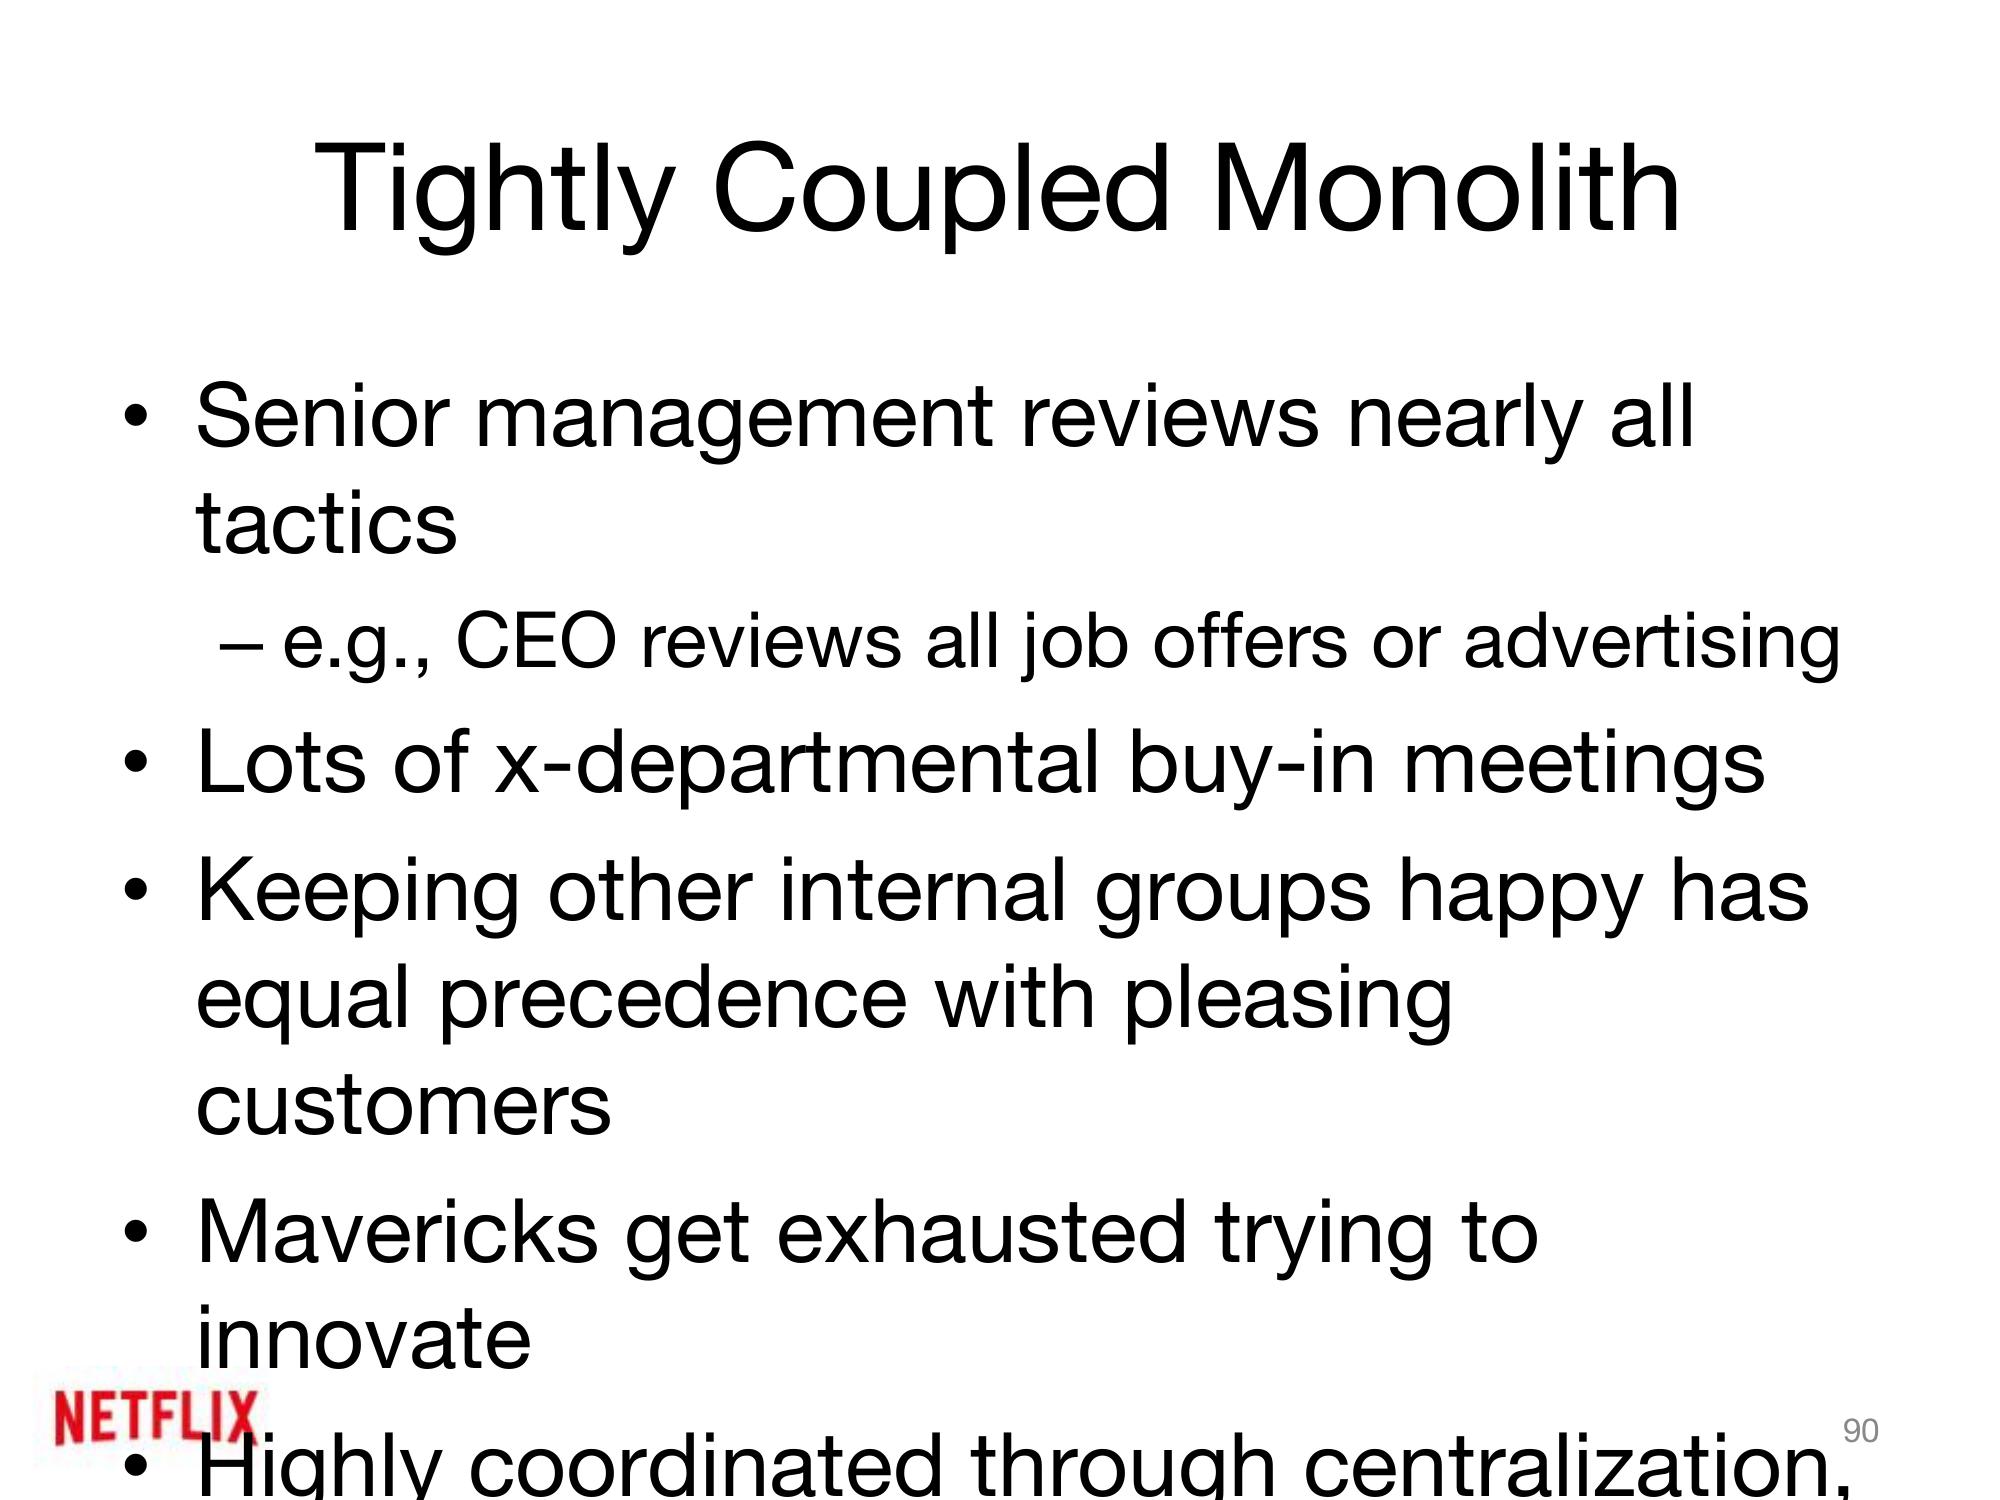 Tightly Coupled Monolith
• Senior management reviews nearly all
tactics
– e.g., CEO reviews all job offers or advertising
• Lots of x-departmental buy-in meetings
• Keeping other internal groups happy has
equal precedence with pleasing
customers
• Mavericks get exhausted trying to
innovate
NETFLIX
• Highly coordinated through centralization,
90